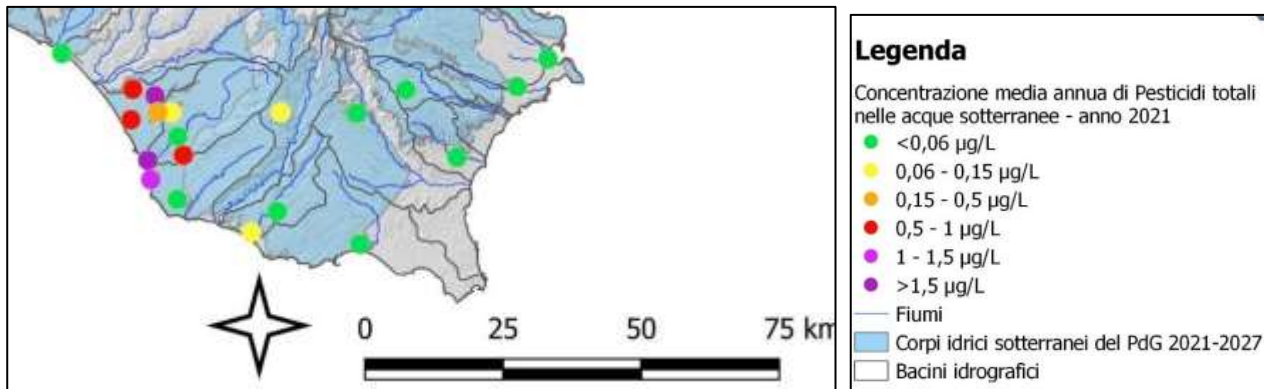 0 25 50 75 km
Legenda
Concentrazione media annua di Pesticidi totali
nelle acque sotterranee - anno 2021
<0,06 µg/L
0,06 - 0,15 µg/L
0,15 - 0,5 µg/L
0,5 - 1 µg/L
1 - 1,5 µg/L
>1,5 µg/L
Fiumi
Corpi idrici sotterranei del PdG 2021-2027
Bacini idrografici